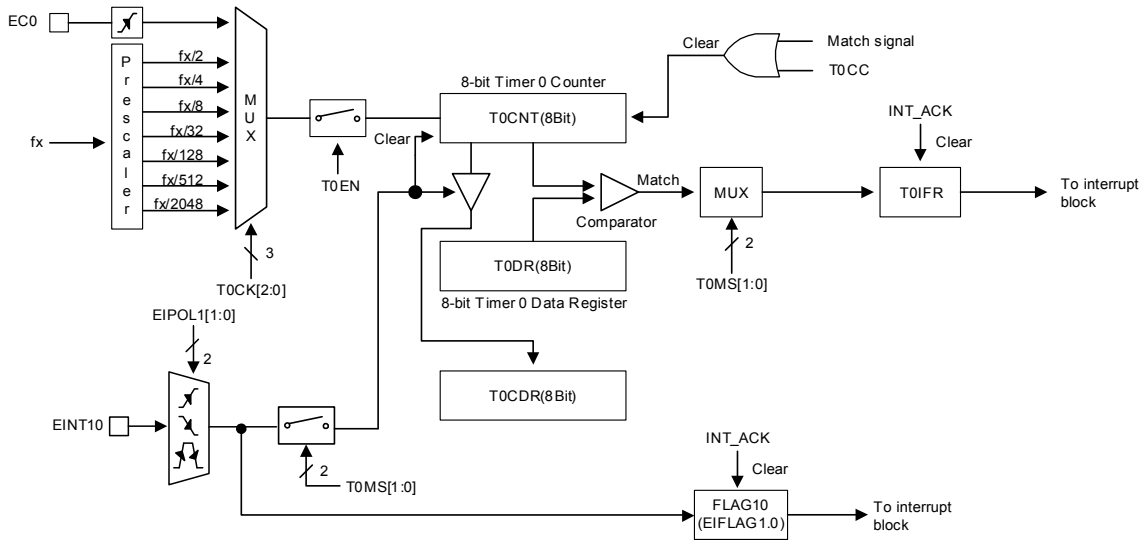 EC0
P
r
e
s
c
a
l
e
r
fx
fx/2
fx/4
fx/8
fx/32
fx/128
fx/512
fx/2048
M
U
X
3
T0CK[2:0]
T0EN
8-bit Timer 0 Counter
T0CNT(8Bit)
Clear
Clear
Match signal
T0CC
Match
Comparator
T0DR(8Bit)
8-bit Timer 0 Data Register
T0CDR(8Bit)
MUX
2
T0MS[1:0]
INT_ACK
Clear
T0IFR
To interrupt
block
EIPOL1[1:0]
2
EINT10
2
T0MS[1:0]
INT_ACK
Clear
FLAG10
(EIFLAG1.0)
To interrupt
block